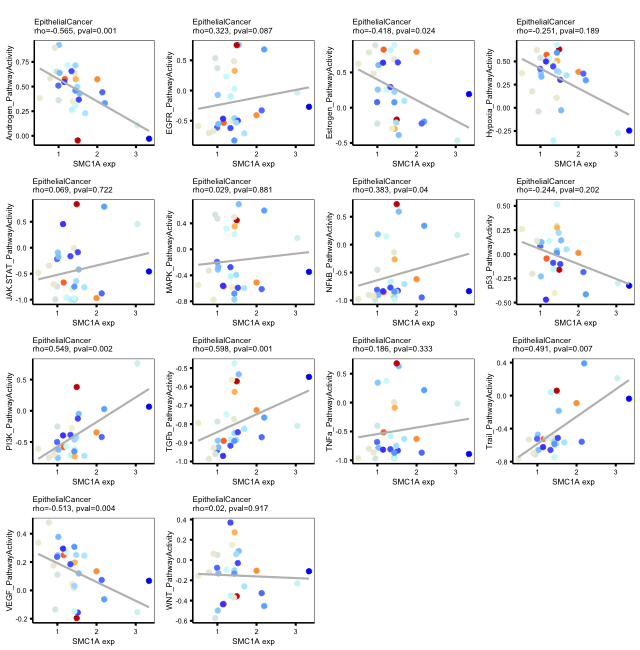 EpithelialCancer
rho=-0.565, pval=0.001
Androgen_PathwayActivity
0.75
0.50
0.25
0.00
1
2
3
SMC1A exp
EpithelialCancer
rho=0.323, pval=0.087
EGFR_PathwayActivity
0.5
0.0
-0.5
1
2
3
SMC1A exp
EpithelialCancer
rho=-0.418, pval=0.024
Estrogen_PathwayActivity
0.5
0.0
-0.5
1
2
3
SMC1A exp
EpithelialCancer
rho=-0.251, pval=0.189
Hypoxia_PathwayActivity
0.50
0.25
0.00
-0.25
1
2
3
SMC1A exp
EpithelialCancer
rho=0.069, pval=0.722
JAK-STAT_PathwayActivity
0.5
0.0
-0.5
-1.0
1
2
3
SMC1A exp
EpithelialCancer
rho=0.029, pval=0.881
MAPK_PathwayActivity
0.4
0.0
-0.4
-0.8
1
2
3
SMC1A exp
EpithelialCancer
rho=0.383, pval=0.04
NFkB_PathwayActivity
0.5
0.0
-0.5
-1.0
1
2
3
SMC1A exp
EpithelialCancer
rho=-0.244, pval=0.202
p53_PathwayActivity
0.50
0.25
0.00
-0.25
-0.50
1
2
3
SMC1A exp
EpithelialCancer
rho=0.549, pval=0.002
PI3K_PathwayActivity
0.5
0.0
-0.5
1
2
3
SMC1A exp
EpithelialCancer
rho=0.598, pval=0.001
TGFb_PathwayActivity
-0.5
-0.6
-0.7
-0.8
-0.9
-1.0
1
2
3
SMC1A exp
EpithelialCancer
rho=0.186, pval=0.333
TNFa_PathwayActivity
0.5
0.0
-0.5
-1.0
1
2
3
SMC1A exp
EpithelialCancer
rho=0.491, pval=0.007
Trail_PathwayActivity
0.4
0.0
-0.4
-0.8
1
2
3
SMC1A exp
EpithelialCancer
rho=-0.513, pval=0.004
VEGF_PathwayActivity
0.4
0.2
0.0
-0.2
1
2
3
SMC1A exp
EpithelialCancer
rho=0.02, pval=0.917
WNT_PathwayActivity
0.4
0.2
0.0
-0.2
-0.4
-0.6
1
2
3
SMC1A exp